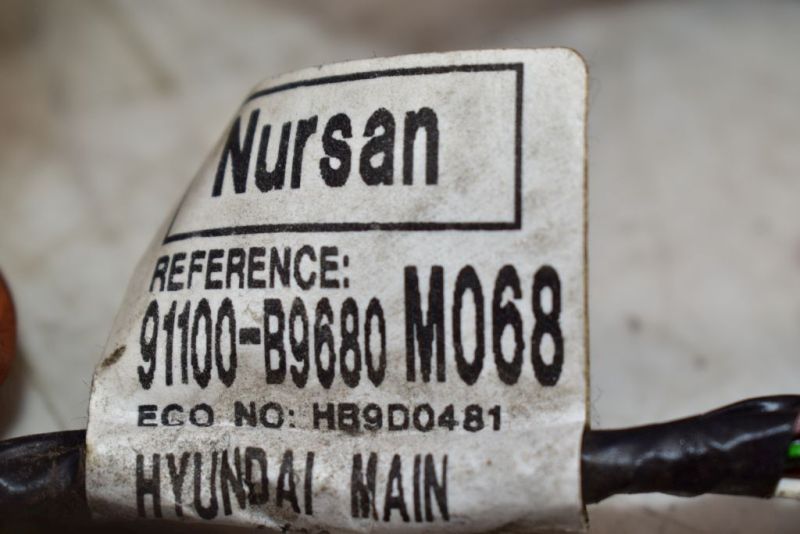 Nursan
REFERENCE:
91100-B9680 M068
ECO NO: HB9D0481
HYUNDAI MAIN